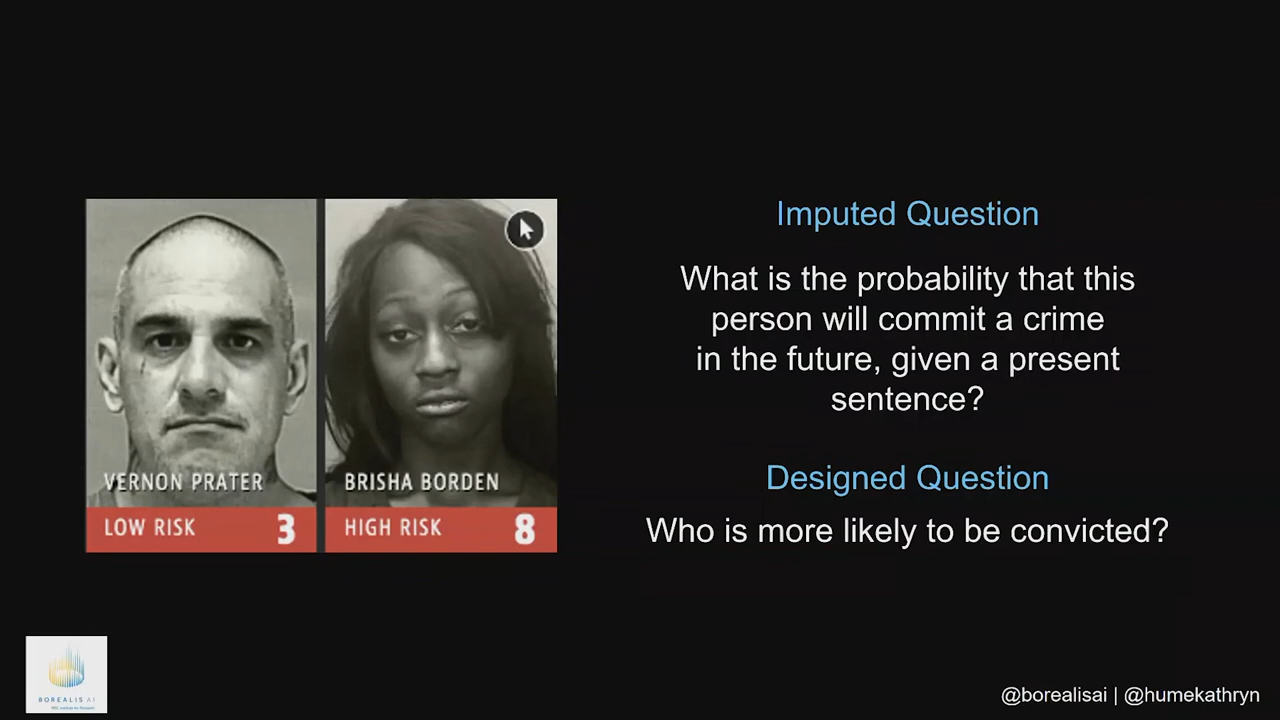 VERNON PRATER
LOW RISK 3
BRISHA BORDEN
HIGH RISK 8
Imputed Question
What is the probability that this
person will commit a crime
in the future, given a present
sentence?
Designed Question
Who is more likely to be convicted?
BOREALIS AI
@borealisai | @humekathryn